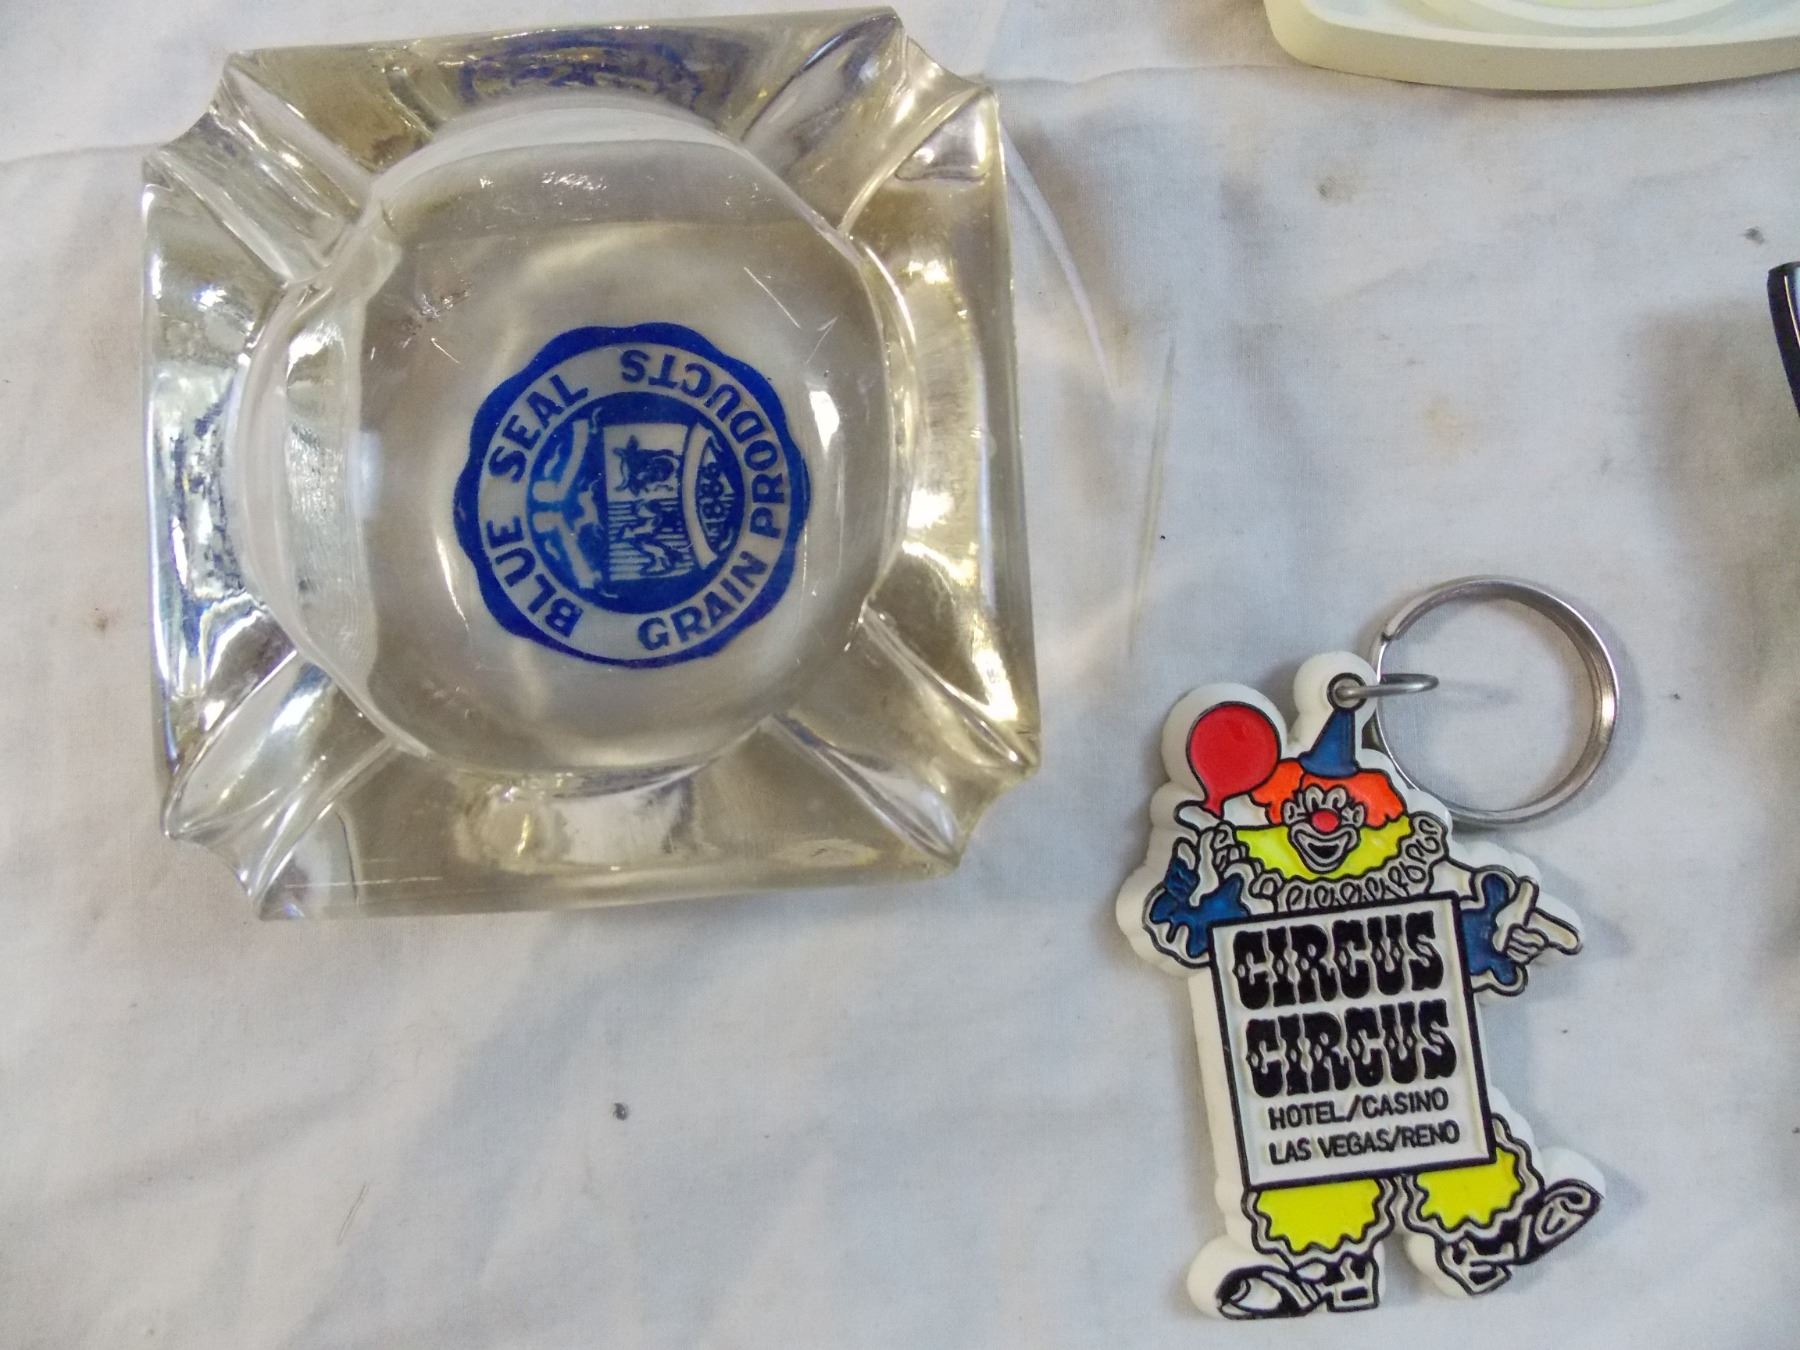 BLUE SEAL
GRAIN PRODUCTS
1868
CIRCUS
CIRCUS
HOTEL/CASINO
LAS VEGAS/RENO